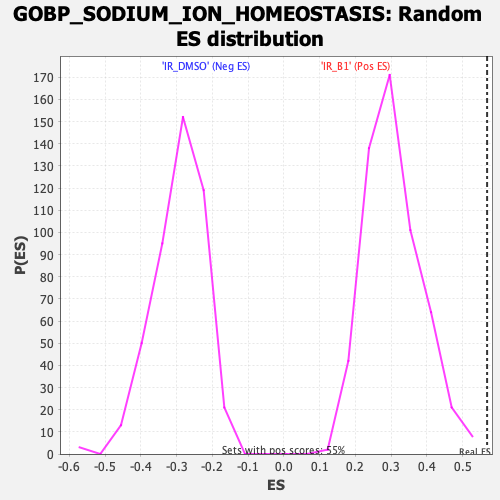 GOBP_SODIUM_ION_HOMEOSTASIS: Random
ES distribution
'IR_DMSO' (Neg ES)
'IR_B1' (Pos ES)
170
160
150
140
130
120
110
100
90
80
70
60
50
40
30
20
10
0
P(ES)
Sets with pos scores: 55%
Real ES
-0.6 -0.5 -0.4 -0.3 -0.2 -0.1 0.0 0.1 0.2 0.3 0.4 0.5
ES